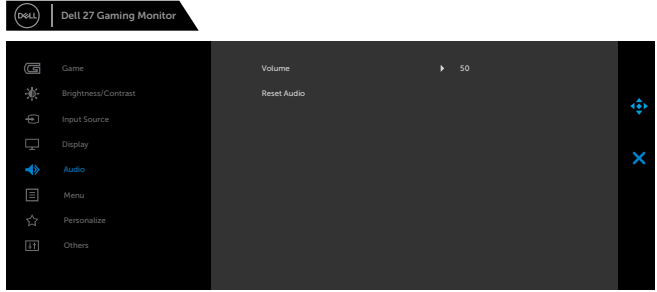 DELL
Dell 27 Gaming Monitor
Game
Volume 50
Brightness/Contrast
Reset Audio
Input Source
Display
Audio
Menu
Personalize
Others